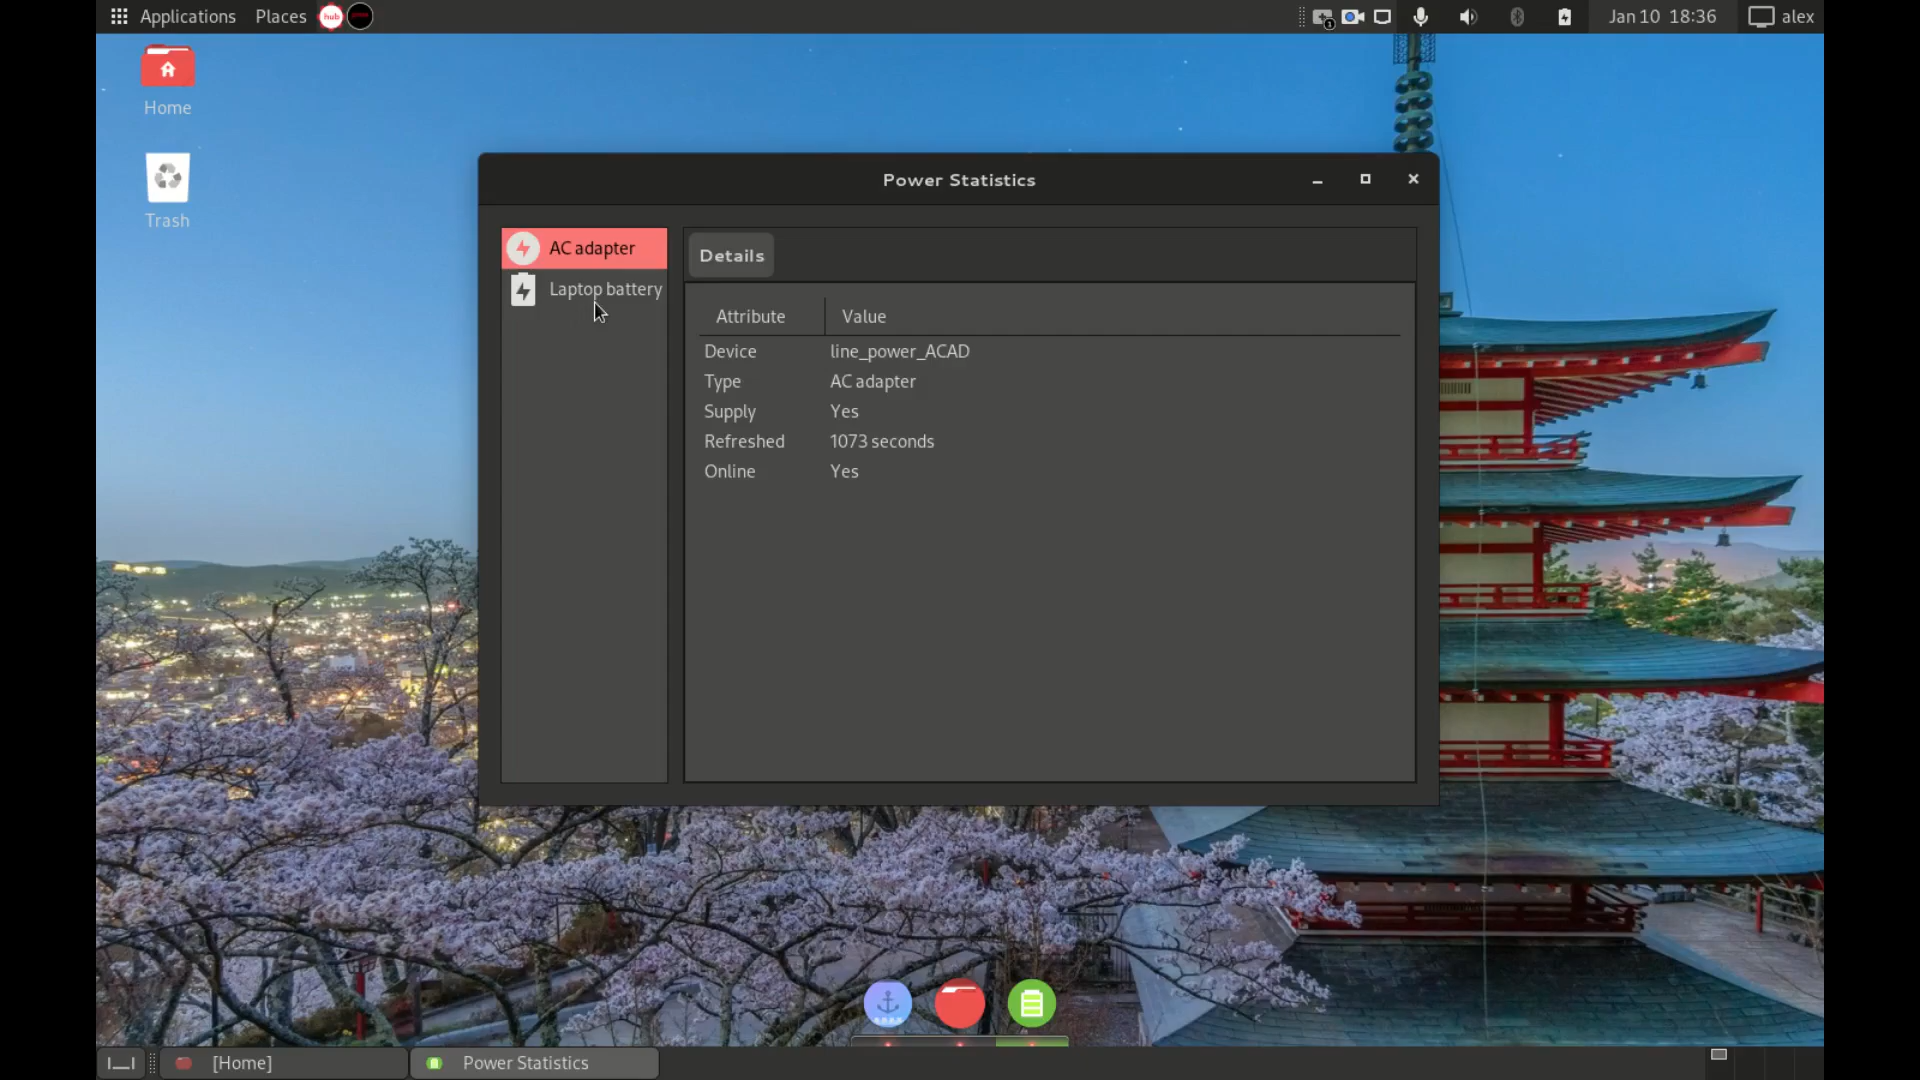 Applications Places hub Jan 10 18:36 alex
Home
Trash
Power Statistics
AC adapter
Laptop battery
Details
Attribute Value
Device line_power_ACAD
Type AC adapter
Supply Yes
Refreshed 1073 seconds
Online Yes
[Home] Power Statistics